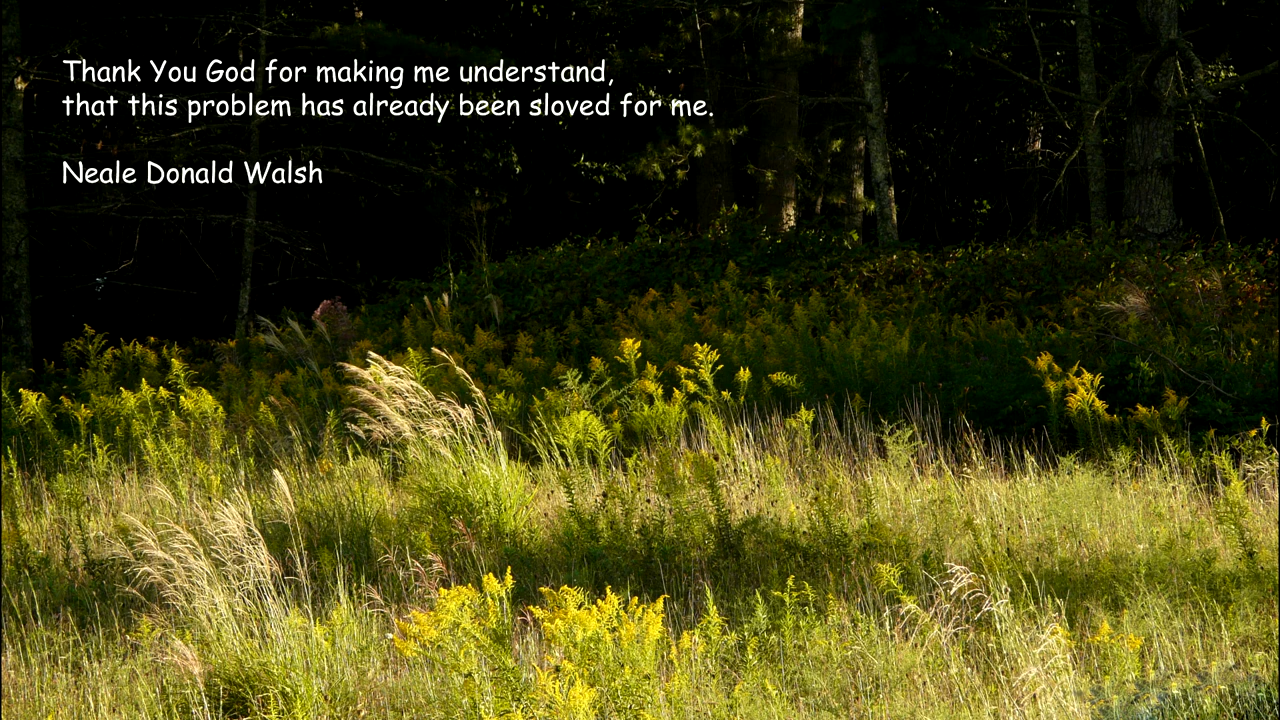 Thank You God for making me understand,
that this problem has already been sloved for me.
Neale Donald Walsh